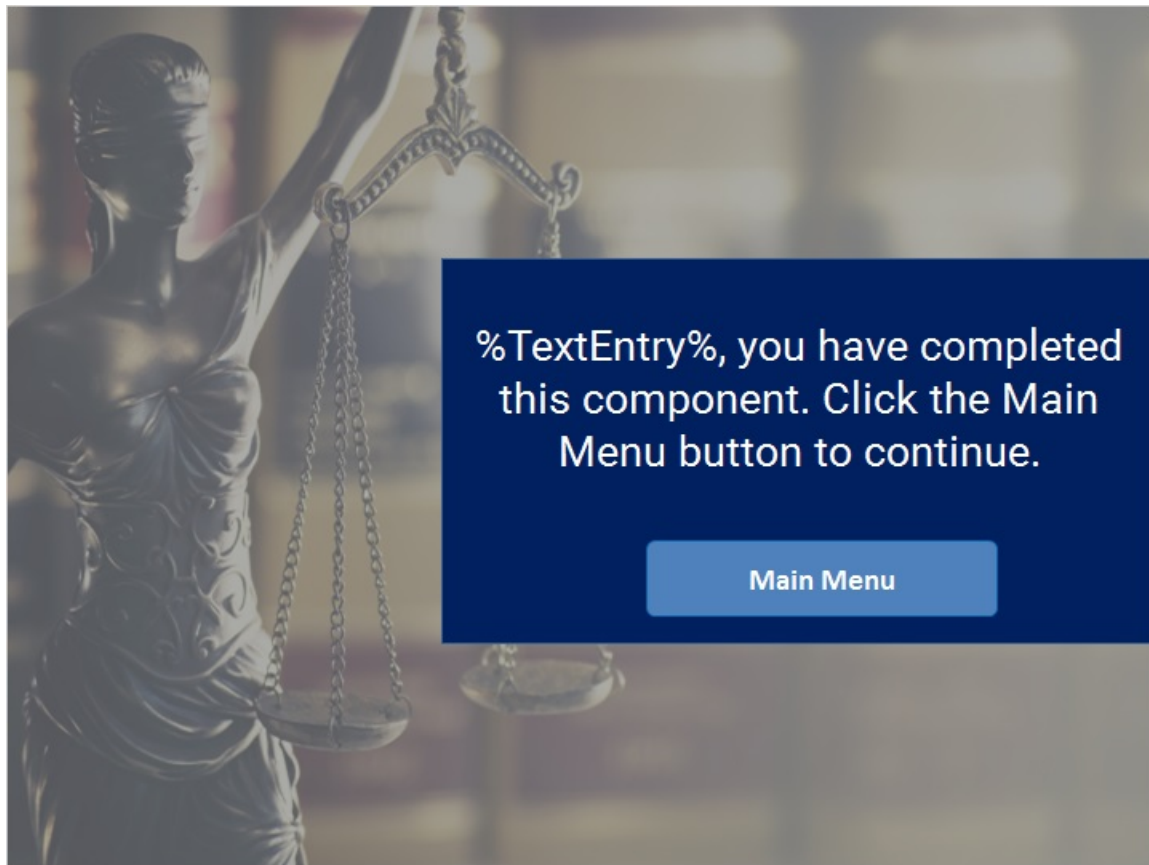 %TextEntry%, you have completed
this component. Click the Main
Menu button to continue.
Main Menu